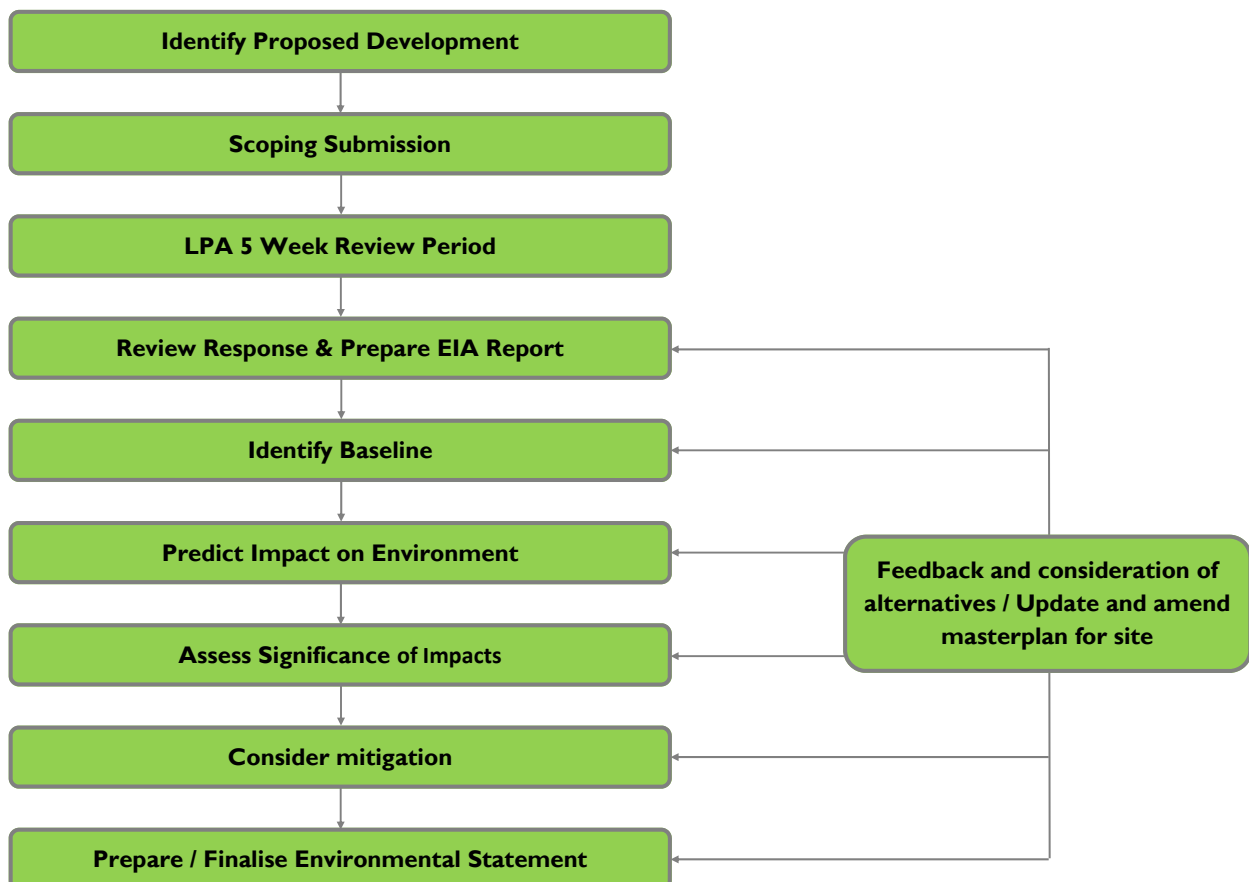 Identify Proposed Development
Scoping Submission
LPA 5 Week Review Period
Review Response & Prepare EIA Report
Identify Baseline
Predict Impact on Environment
Assess Significance of Impacts
Consider mitigation
Prepare / Finalise Environmental Statement
Feedback and consideration of
alternatives / Update and amend
masterplan for site